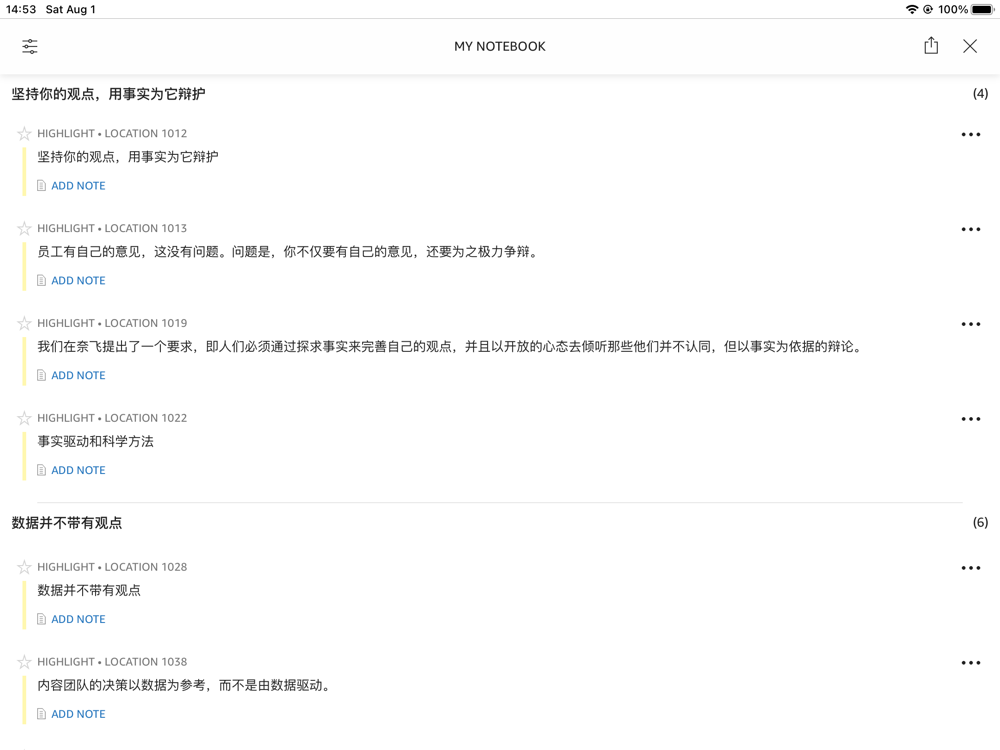 14:53 Sat Aug 1 100%
MY NOTEBOOK
坚持你的观点，用事实为它辩护 (4)
HIGHLIGHT • LOCATION 1012
坚持你的观点，用事实为它辩护
ADD NOTE
HIGHLIGHT • LOCATION 1013
员工有自己的意见，这没有问题。问题是，你不仅要有自己的意见，还要为之极力争辩。
ADD NOTE
HIGHLIGHT • LOCATION 1019
我们在奈飞提出了一个要求，即人们必须通过探求事实来完善自己的观点，并且以开放的心态去倾听那些他们并不认同，但以事实为依据的辩论。
ADD NOTE
HIGHLIGHT • LOCATION 1022
事实驱动和科学方法
ADD NOTE
数据并不带有观点 (6)
HIGHLIGHT • LOCATION 1028
数据并不带有观点
ADD NOTE
HIGHLIGHT • LOCATION 1038
内容团队的决策以数据为参考，而不是由数据驱动。
ADD NOTE